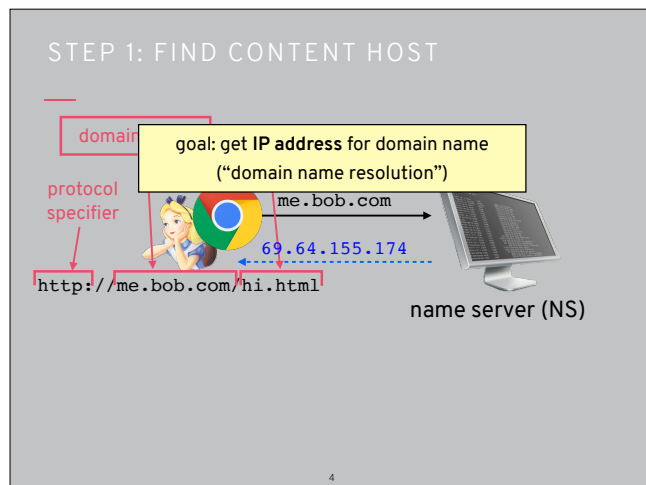 STEP 1: FIND CONTENT HOST
domain
goal: get IP address for domain name
(“domain name resolution”)
protocol
specifier
me.bob.com
69.64.155.174
http://me.bob.com/hi.html
name server (NS)
4